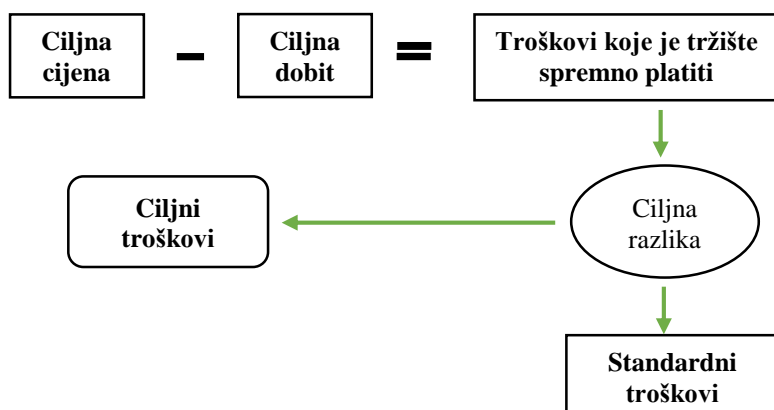 Ciljna
cijena
–
Ciljna
dobit
=
Troškovi koje je tržište
spremno platiti
Ciljni
troškovi
Ciljna
razlika
Standardni
troškovi